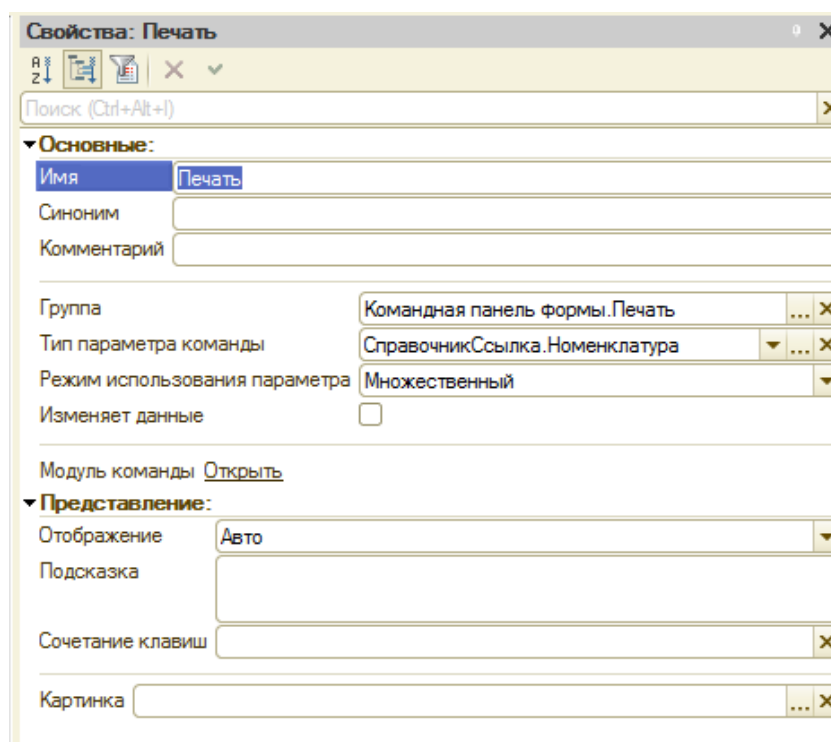 Свойства: Печать
Поиск (Ctrl+Alt+I)
Основные:
Имя Печать
Синоним
Комментарий
Группа Командная панель формы.Печать ...
Тип параметра команды СправочникСсылка.Номенклатура ...
Режим использования параметра Множественный
Изменяет данные
Модуль команды Открыть
Представление:
Отображение Авто
Подсказка
Сочетание клавиш
Картинка ...